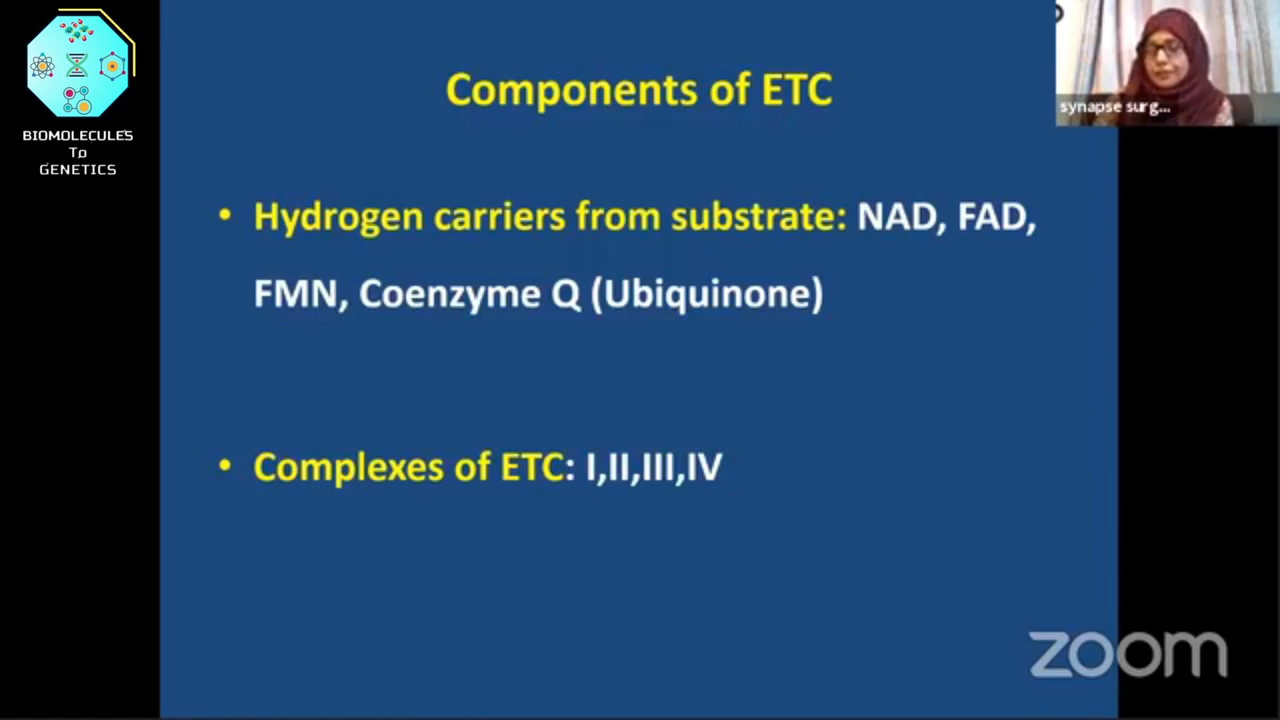 BIOMOLECULES
To
GENETICS
Components of ETC
synapse surg...
• Hydrogen carriers from substrate: NAD, FAD,
FMN, Coenzyme Q (Ubiquinone)
• Complexes of ETC: I,II,III,IV
zoom